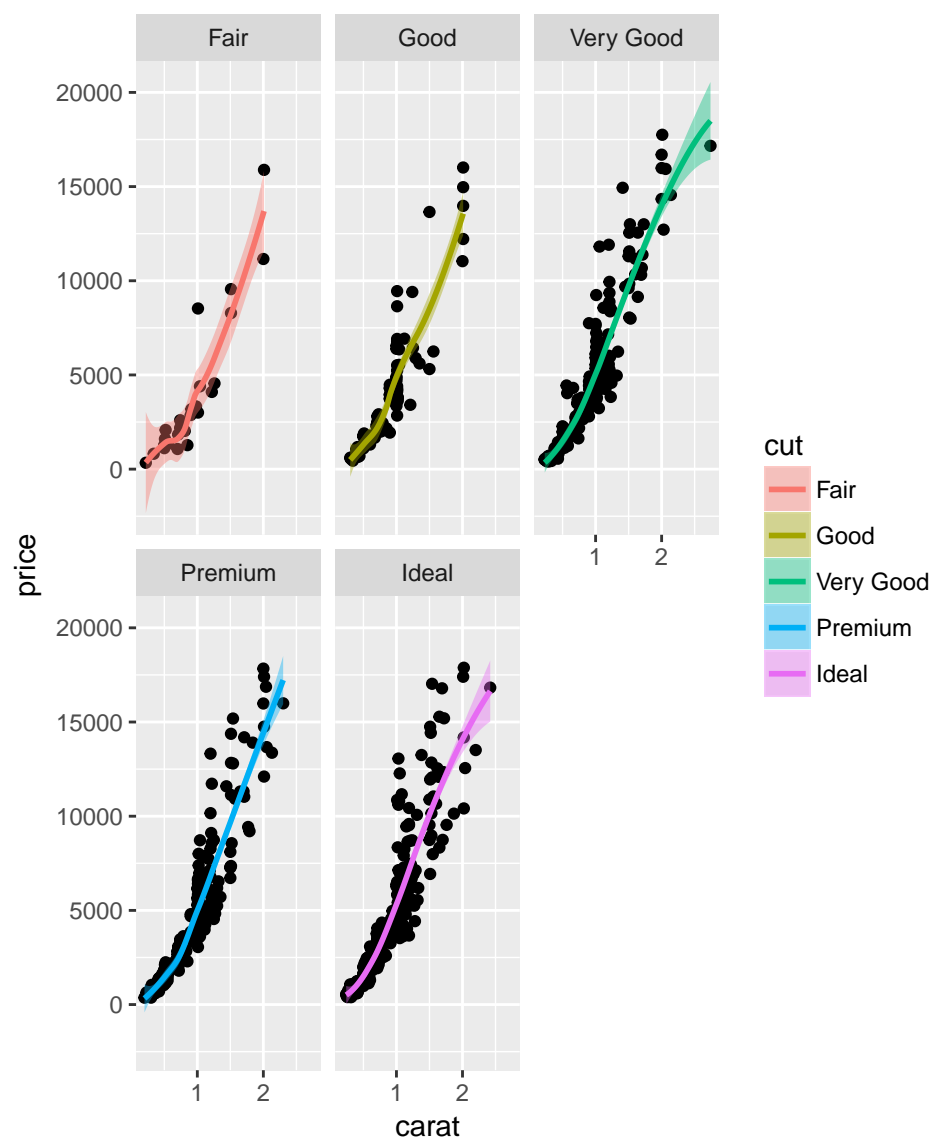 Fair Good Very Good
20000
15000
10000
5000
0
1 2
price
cut
Fair
Good
Very Good
Premium
Ideal
Premium Ideal
20000
15000
10000
5000
0
1 2 1 2
carat